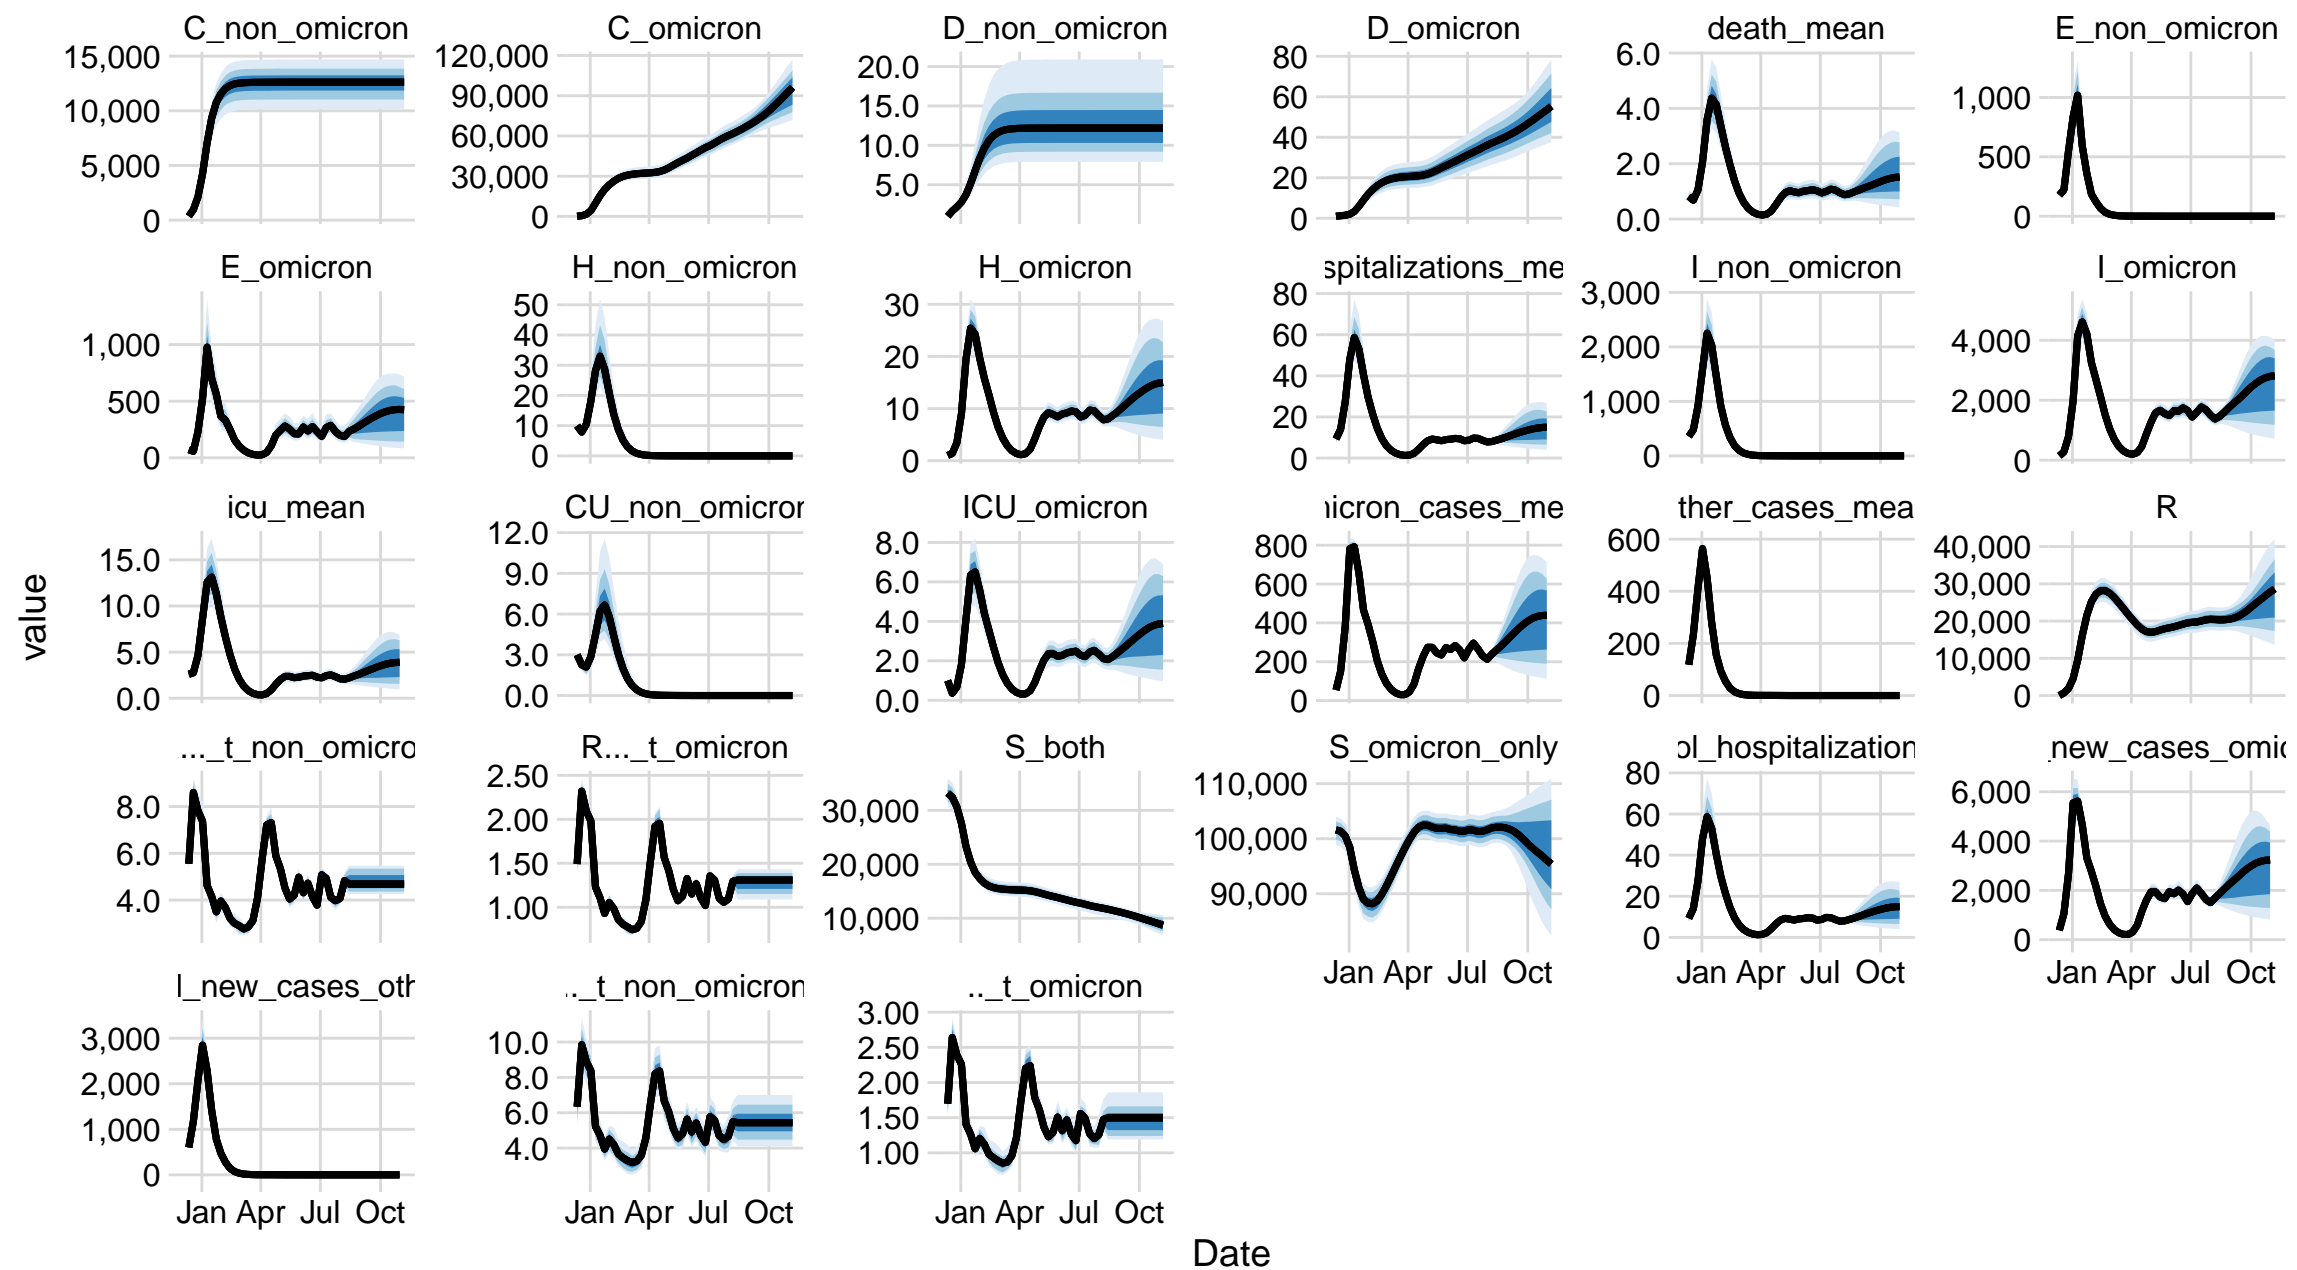 C_non_omicron C_omicron D_non_omicron D_omicron death_mean E_non_omicron
15,000 120,000 20.0 80 6.0 1,000
10,000 90,000 15.0 60 4.0 500
5,000 60,000 10.0 40 2.0 0
0 30,000 5.0 20 0.0
0 0
E_omicron H_non_omicron H_omicron spitalizations_me I_non_omicron I_omicron
1,000 50 30 80 3,000 4,000
500 40 20 60 2,000 2,000
0 30 10 40 1,000 0
20 0 20 0
10 0
0
icu_mean CU_non_omicron ICU_omicron nicron_cases_me ther_cases_mea R
15.0 12.0 8.0 800 600 40,000
10.0 9.0 6.0 600 400 30,000
5.0 6.0 4.0 400 200 20,000
0.0 3.0 2.0 200 0 10,000
0.0 0.0 0 0
value
..._t_non_omicro R..._t_omicron S_both S_omicron_only ol_hospitalization _new_cases_omic
8.0 2.50 30,000 110,000 80 6,000
6.0 2.00 20,000 100,000 60 4,000
4.0 1.50 10,000 90,000 40 2,000
1.00 20 0
0
Jan Apr Jul Oct Jan Apr Jul Oct Jan Apr Jul Oct
l_new_cases_oth .._t_non_omicron .._t_omicron
3,000 10.0 3.00
2,000 8.0 2.50
1,000 6.0 2.00
0 4.0 1.50
1.00
Jan Apr Jul Oct Jan Apr Jul Oct Jan Apr Jul Oct
Date